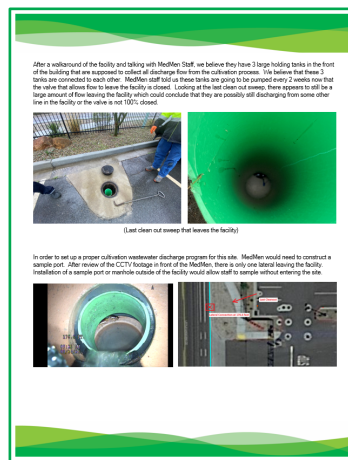 After a walkaround of the facility and talking with MedMen Staff, we believe they have 3 large holding tanks in the front
of the building that are supposed to collect all discharge flow from the cultivation process. We believe that these 3
tanks are connected to each other. MedMen staff told us these tanks are going to be pumped every 2 weeks now that
the valve that allows flow to leave the facility is closed. Looking at the last clean out sweep, there appears to still be a
large amount of flow leaving the facility which could conclude that they are possibly still discharging from some other
line in the facility or the valve is not 100% closed.
(Last clean out sweep that leaves the facility)
In order to set up a proper cultivation wastewater discharge program for this site. MedMen would need to construct a
sample port. After review of the CCTV footage in front of the MedMen, there is only one lateral leaving the facility.
Installation of a sample port or manhole outside of the facility would allow staff to sample without entering the site.